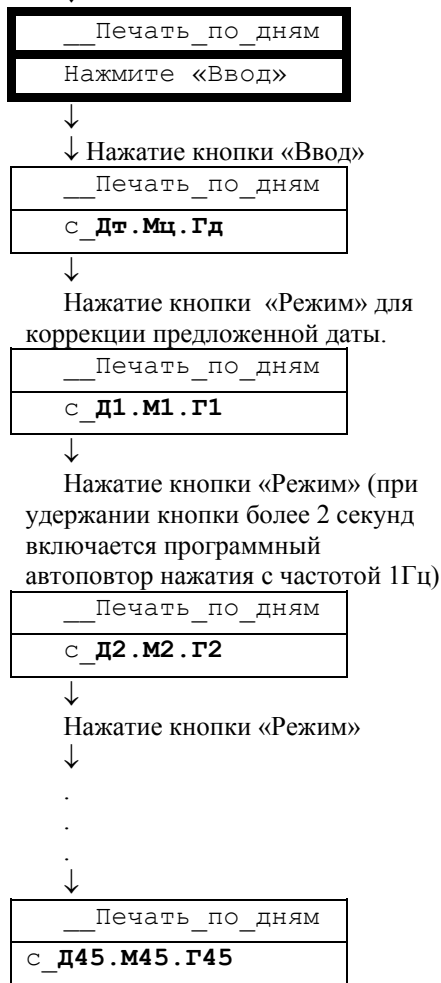 __Печать_по_дням
Нажмите «Ввод»
↓
↓ Нажатие кнопки «Ввод»
__Печать_по_дням
с_Дт.Мц.Гд
↓
Нажатие кнопки «Режим» для
коррекции предложенной даты.
__Печать_по_дням
с_Д1.М1.Г1
↓
Нажатие кнопки «Режим» (при
удержании кнопки более 2 секунд
включается программный
автоповтор нажатия с частотой 1Гц)
__Печать_по_дням
с_Д2.М2.Г2
↓
Нажатие кнопки «Режим»
↓
.
.
.
↓
__Печать_по_дням
с_Д45.М45.Г45